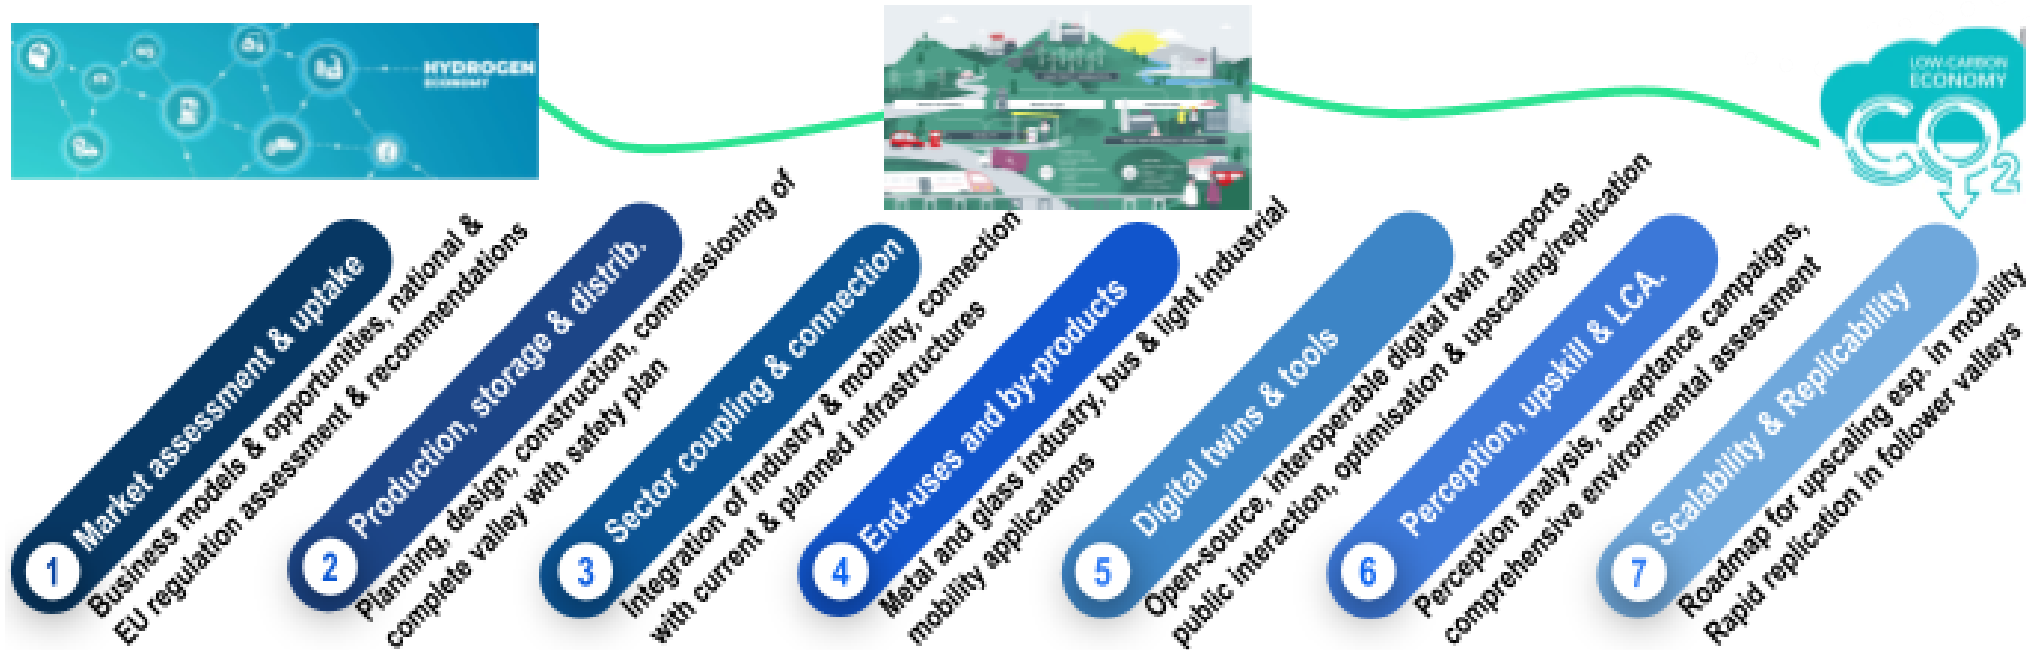 HYDROGEN
ECONOMY
LOW-CARBON
ECONOMY
CO2
1
Market assessment & uptake
Business models & opportunities, national &
EU regulation assessment & recommendations
2
Production, storage & distrib.
Planning, design, construction, commissioning of
complete valley with safety plan
3
Sector coupling & connection
Integration of industry & mobility, connection
with current & planned infrastructures
4
End-uses and by-products
Metal and glass industry, bus & light industrial
mobility applications
5
Digital twins & tools
Open-source, interoperable digital twin supports
public interaction, optimisation & upscaling/replication
6
Perception, upskill & LCA.
Perception analysis, acceptance campaigns,
comprehensive environmental assessment
7
Scalability & Replicability
Roadmap for upscaling esp. in mobility
Rapid replication in follower valleys